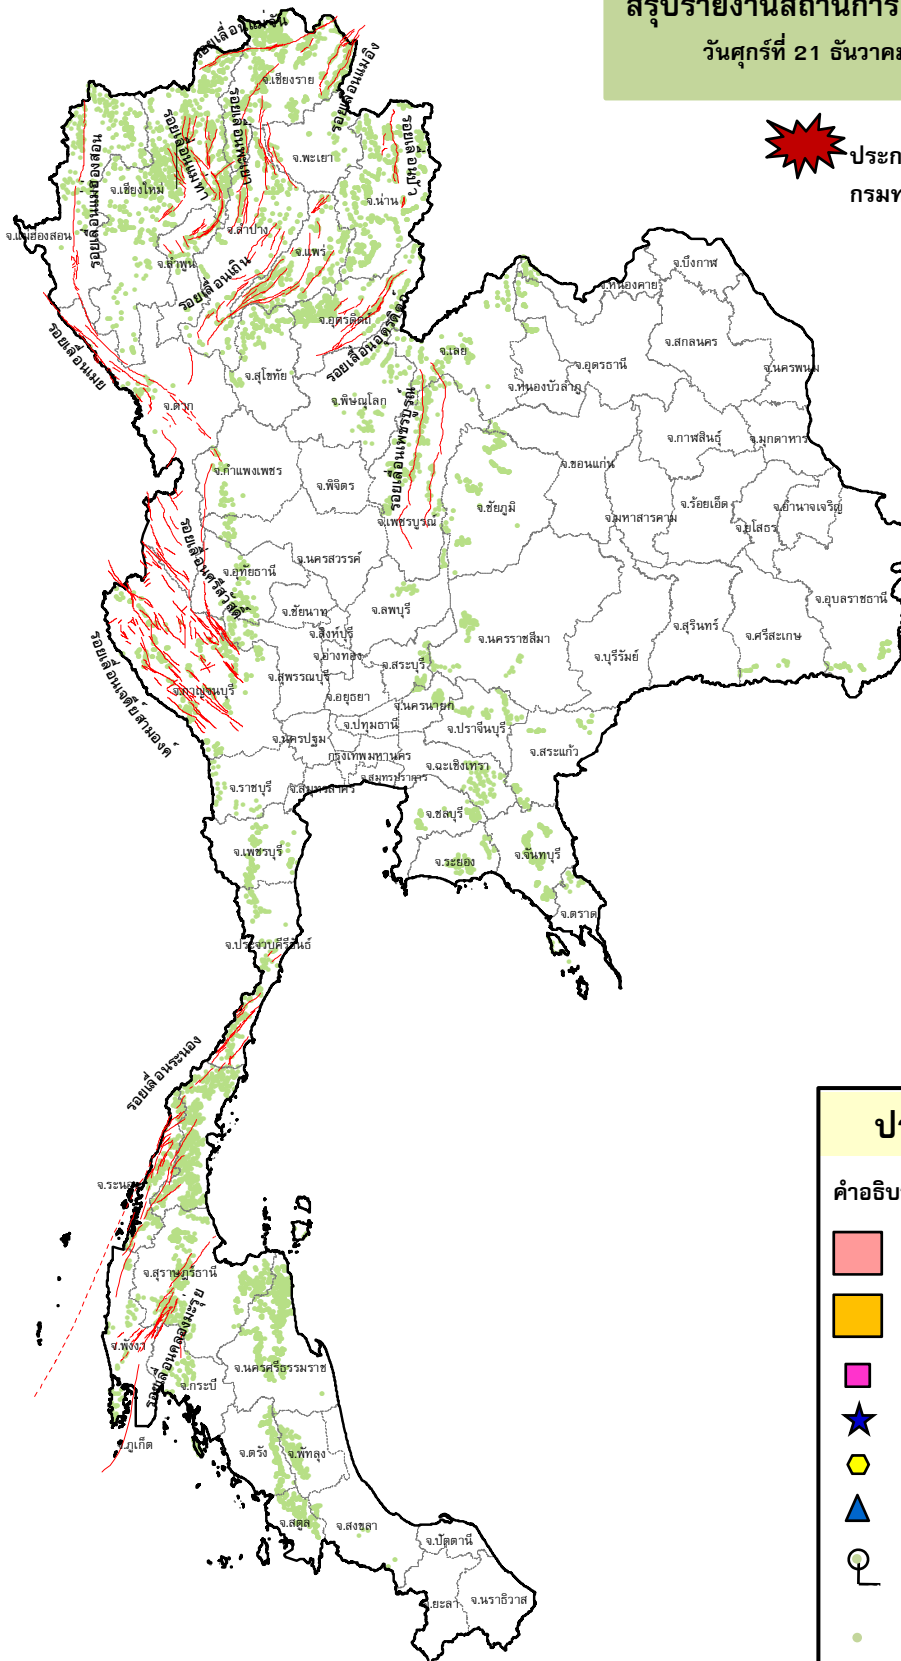 สรุปรายงานสถานการ
วันศุกร์ที่ 21 ธันวาคม
ประก
กรมท
รอยเลื่อนแม่จัน
จ.เชียงราย
รอยเลื่อนแม่อิง
รอยเลื่อนแม่ฮ่องสอน
รอยเลื่อนแม่ทา
รอยเลื่อนพะเยา
รอยเลื่อนปัว
จ.พะเยา
จ.เชียงใหม่
จ.น่าน
จ.แม่ฮ่องสอน
จ.ลำปาง
จ.ลำพูน
จ.แพร่
รอยเลื่อนเถิน
จ.บึงกาฬ
จ.หนองคาย
จ.อุตรดิตถ์
รอยเลื่อนอุตรดิตถ์
รอยเลื่อนเมย
จ.เลย
จ.สกลนคร
จ.อุดรธานี
จ.นครพนม
จ.สุโขทัย
จ.หนองบัวลำภู
จ.ตาก
จ.พิษณุโลก
รอยเลื่อนเพชรบูรณ์
จ.กาฬสินธุ์
จ.มุกดาหาร
จ.กำแพงเพชร
จ.ขอนแก่น
จ.พิจิตร
จ.ชัยภูมิ
จ.ร้อยเอ็ด
จ.อำนาจเจริญ
จ.เพชรบูรณ์
จ.มหาสารคาม
จ.ยโสธร
รอยเลื่อนศรีสวัสดิ์
จ.นครสวรรค์
จ.อุทัยธานี
จ.อุบลราชธานี
จ.ชัยนาท
จ.ลพบุรี
จ.สุรินทร์
จ.ศรีสะเกษ
จ.สิงห์บุรี
จ.นครราชสีมา
จ.อ่างทอง
จ.บุรีรัมย์
จ.สระบุรี
จ.สุพรรณบุรี
จ.กาญจนบุรี
จ.อยุธยา
จ.นครนายก
รอยเลื่อนเจดีย์สามองค์
จ.ปทุมธานี
จ.ปราจีนบุรี
จ.นครปฐม
จ.สระแก้ว
กรุงเทพมหานคร
จ.ฉะเชิงเทรา
จ.สมุทรปราการ
จ.ราชบุรี
จ.สมุทรสาคร
จ.ชลบุรี
จ.เพชรบุรี
จ.ระยอง
จ.จันทบุรี
จ.ตราด
จ.ประจวบคีรีขันธ์
รอยเลื่อนระนอง
จ.ระนอง
จ.สุราษฎร์ธานี
รอยเลื่อนคลองมะรุ่ย
จ.พังงา
จ.นครศรีธรรมราช
จ.กระบี่
จ.ภูเก็ต
จ.ตรัง
จ.พัทลุง
จ.สตูล
จ.สงขลา
จ.ปัตตานี
จ.ยะลา
จ.นราธิวาส
คำอธิบ